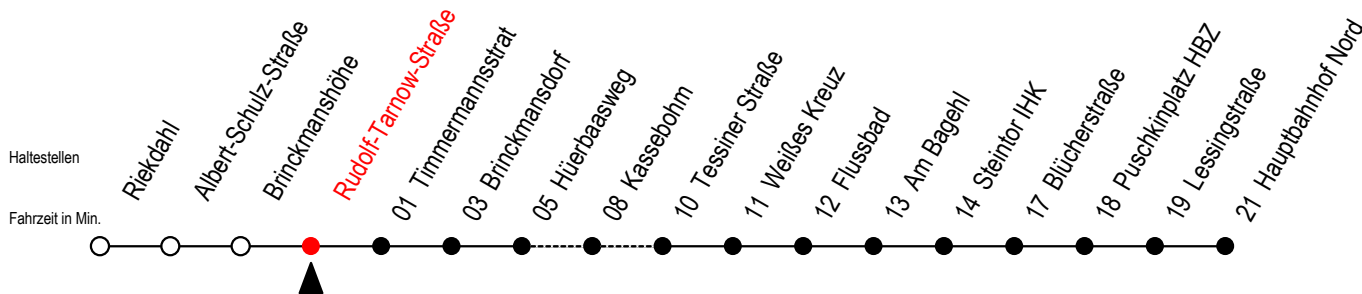 Haltestellen
Fahrzeit in Min.
Riekdahl
Albert-Schulz-Straße
Brinckmanshöhe
Rudolf-Tarnow-Straße
01 Timmermannsstrat
03 Brinckmansdorf
05 Hüerbaasweg
08 Kassebohm
10 Tessiner Straße
11 Weißes Kreuz
12 Flussbad
13 Am Bagehl
14 Steintor IHK
17 Blücherstraße
18 Puschkinplatz HBZ
19 Lessingstraße
21 Hauptbahnhof Nord